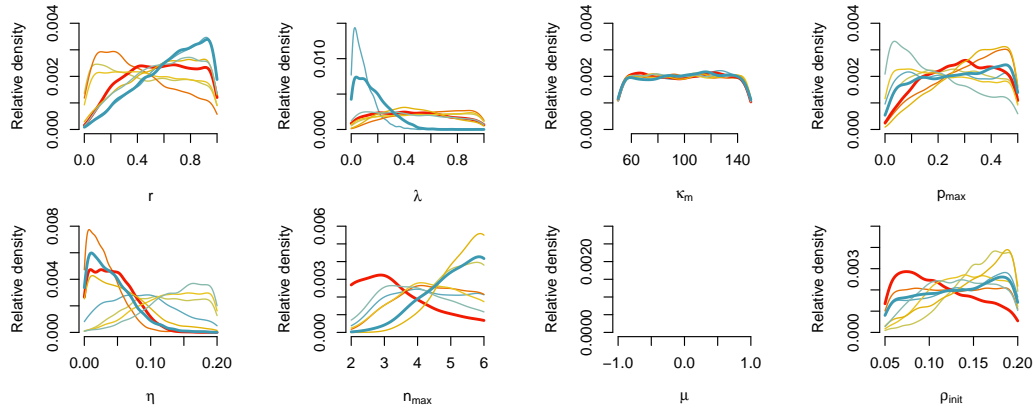 Relative density
0.000 0.002 0.004
0.0 0.4 0.8
r
Relative density
0.000 0.010
0.0 0.4 0.8
λ
Relative density
0.000 0.002 0.004
60 100 150
κm
Relative density
0.000 0.002 0.004
0.0 0.2 0.4
pmax
Relative density
0.000 0.004 0.008
0.00 0.10 0.20
η
Relative density
0.000 0.003 0.006
2 3 4 5 6
nmax
Relative density
0.0000 0.0020
−1.0 0.0 1.0
μ
Relative density
0.000 0.003
0.05 0.10 0.20
ρinit